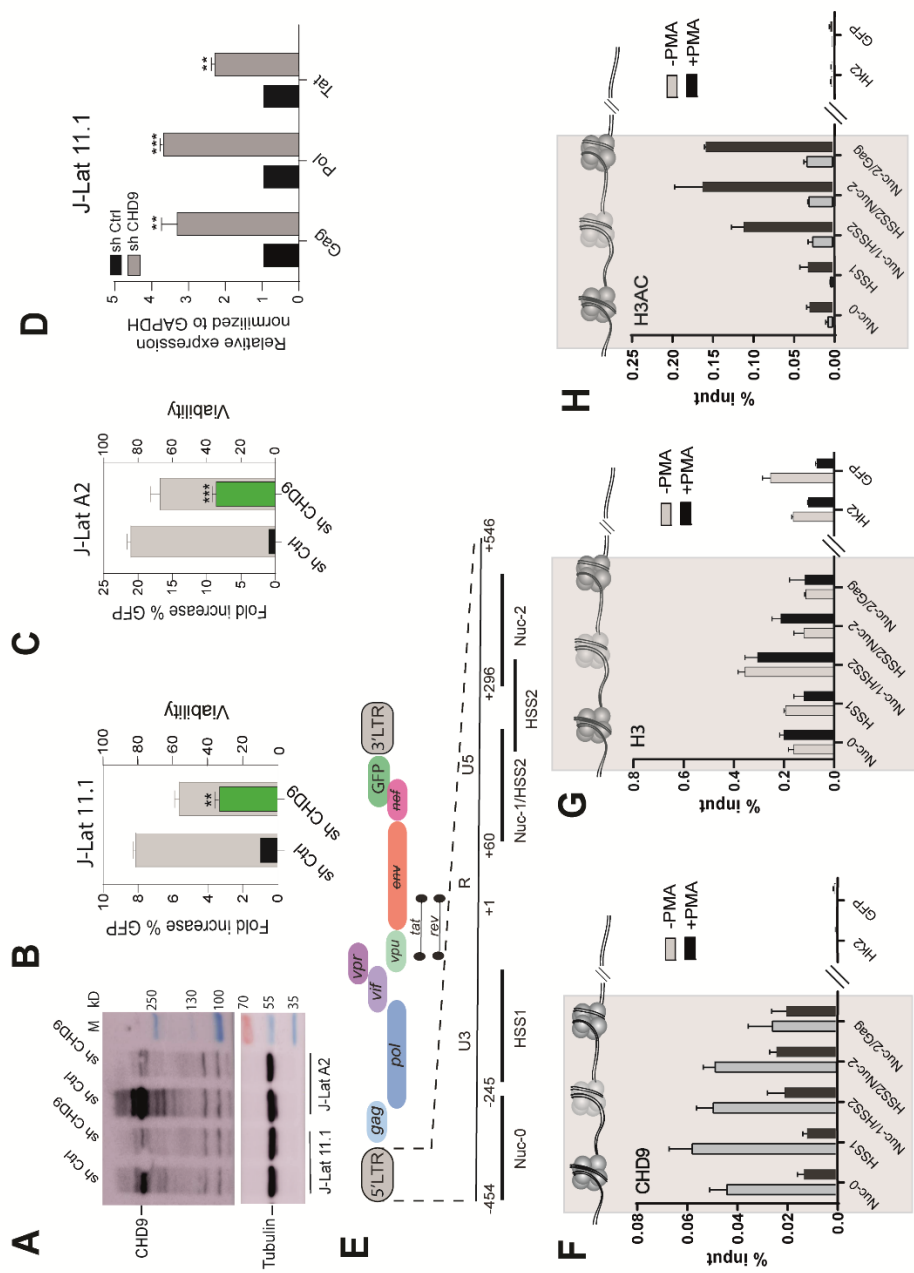 A
sh Ctrl
sh CHD9
sh Ctrl
sh CHD9
M kD
250
130
100
70
55
35
CHD9
Tubulin
J-Lat 11.1
J-Lat A2
B
J-Lat 11.1
Fold increase % GFP
10
8
6
4
2
0
**
Viability
100
80
60
40
20
0
sh Ctrl
sh CHD9
C
J-Lat A2
Fold increase % GFP
25
20
15
10
5
0
***
Viability
100
80
60
40
20
0
sh Ctrl
sh CHD9
D
J-Lat 11.1
sh Ctrl
sh CHD9
Relative expression
normilized to GAPDH
5
4
3
2
1
0
**
***
**
Gag
Pol
Tat
E
5'LTR
gag
pol
vif
vpr
vpu
tat
rev
env
nef
GFP
3'LTR
U3
R
U5
-454
-245
+1
+60
+296
+546
Nuc-0
HSS1
Nuc-1/HSS2
HSS2
Nuc-2
F
CHD9
-PMA
+PMA
% input
0.08
0.06
0.04
0.02
0.0
Nuc-0
HSS1
Nuc-1/HSS2
HSS2/Nuc-2
Nuc-2/Gag
HK2
GFP
G
H3
-PMA
+PMA
% input
0.8
0.6
0.4
0.2
0.0
Nuc-0
HSS1
Nuc-1/HSS2
HSS2/Nuc-2
Nuc-2/Gag
HK2
GFP
H
H3AC
-PMA
+PMA
% input
0.25
0.20
0.15
0.10
0.05
0.00
Nuc-0
HSS1
Nuc-1/HSS2
HSS2/Nuc-2
Nuc-2/Gag
HK2
GFP